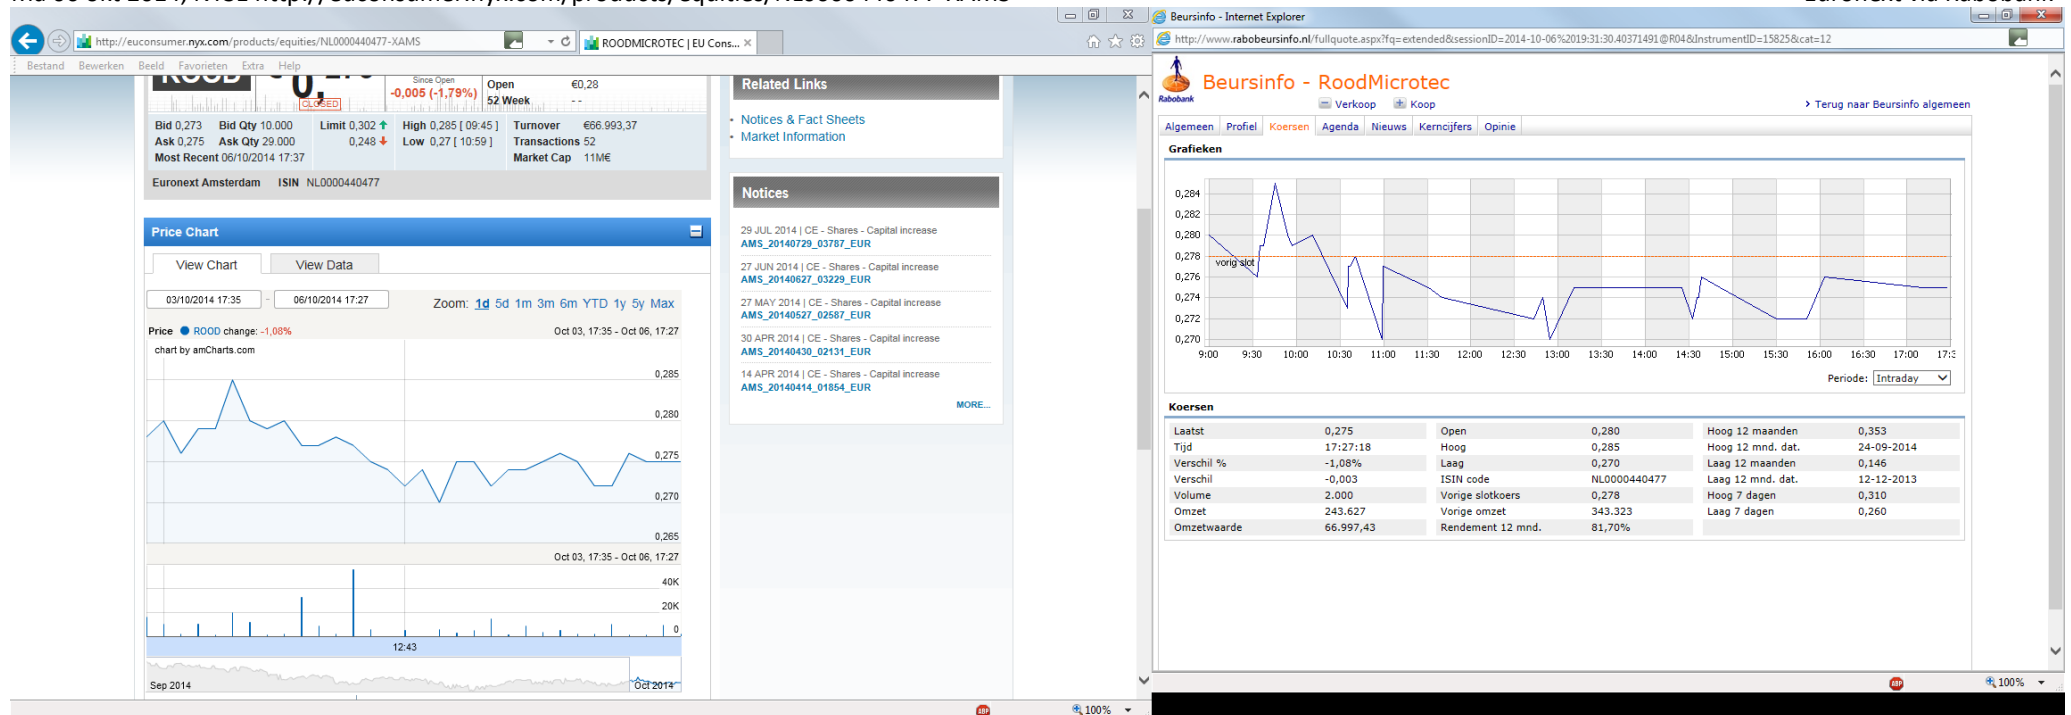 http://euconsumer.nyx.com/products/equities/NL0000440477-XAMS
ROODMICROTEC | EU Cons...
Bestand Bewerken Beeld Favorieten Extra Help
CLOSED
Since Open
-0,005 (-1,79%)
Open €0,28
52 Week - -
Bid 0,273 Bid Qty 10.000 Limit 0,302 High 0,285 [ 09:45 ] Turnover €66.993,37
Ask 0,275 Ask Qty 29.000 0,248 Low 0,27 [ 10:59 ] Transactions 52
Most Recent 06/10/2014 17:37 Market Cap 11M€
Euronext Amsterdam ISIN NL0000440477
Price Chart
View Chart View Data
03/10/2014 17:35 - 06/10/2014 17:27 Zoom: 1d 5d 1m 3m 6m YTD 1y 5y Max
Price ROOD change: -1,08% Oct 03, 17:35 - Oct 06, 17:27
chart by amCharts.com
0,285
0,280
0,275
0,270
0,265
Oct 03, 17:35 - Oct 06, 17:27
40K
20K
0
12:43
Sep 2014 Oct 2014
Related Links
Notices & Fact Sheets
Market Information
Notices
29 JUL 2014 | CE - Shares - Capital increase
AMS_20140729_03787_EUR
27 JUN 2014 | CE - Shares - Capital increase
AMS_20140627_03229_EUR
27 MAY 2014 | CE - Shares - Capital increase
AMS_20140527_02587_EUR
30 APR 2014 | CE - Shares - Capital increase
AMS_20140430_02131_EUR
14 APR 2014 | CE - Shares - Capital increase
AMS_20140414_01854_EUR
MORE...
ABP 100%
Beursinfo - Internet Explorer
http://www.rabobeursinfo.nl/fullquote.aspx?fq=extended&sessionID=2014-10-06%2019:31:30.40371491@R04&InstrumentID=15825&cat=12
Rabobank
Beursinfo - RoodMicrotec
Verkoop Koop Terug naar Beursinfo algemeen
Algemeen Profiel Koersen Agenda Nieuws Kerncijfers Opinie
Grafieken
0,284
0,282
0,280
0,278
vorig slot
0,276
0,274
0,272
0,270
9:00 9:30 10:00 10:30 11:00 11:30 12:00 12:30 13:00 13:30 14:00 14:30 15:00 15:30 16:00 16:30 17:00 17:3
Periode: Intraday
Koersen
Laatst 0,275 Open 0,280 Hoog 12 maanden 0,353
Tijd 17:27:18 Hoog 0,285 Hoog 12 mnd. dat. 24-09-2014
Verschil % -1,08% Laag 0,270 Laag 12 maanden 0,146
Verschil -0,003 ISIN code NL0000440477 Laag 12 mnd. dat. 12-12-2013
Volume 2.000 Vorige slotkoers 0,278 Hoog 7 dagen 0,310
Omzet 243.627 Vorige omzet 343.323 Laag 7 dagen 0,260
Omzetwaarde 66.997,43 Rendement 12 mnd. 81,70%
ABP 100%